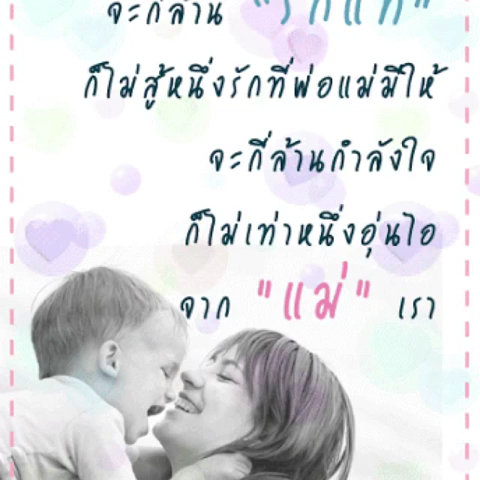 จะกี่ล้าน "รักแท้"
ก็ไม่สู้หนึ่งรักที่พ่อแม่มีให้
จะกี่ล้านกำลังใจ
ก็ไม่เท่าหนึ่งอุ่นไอ
จาก "แม่" เรา